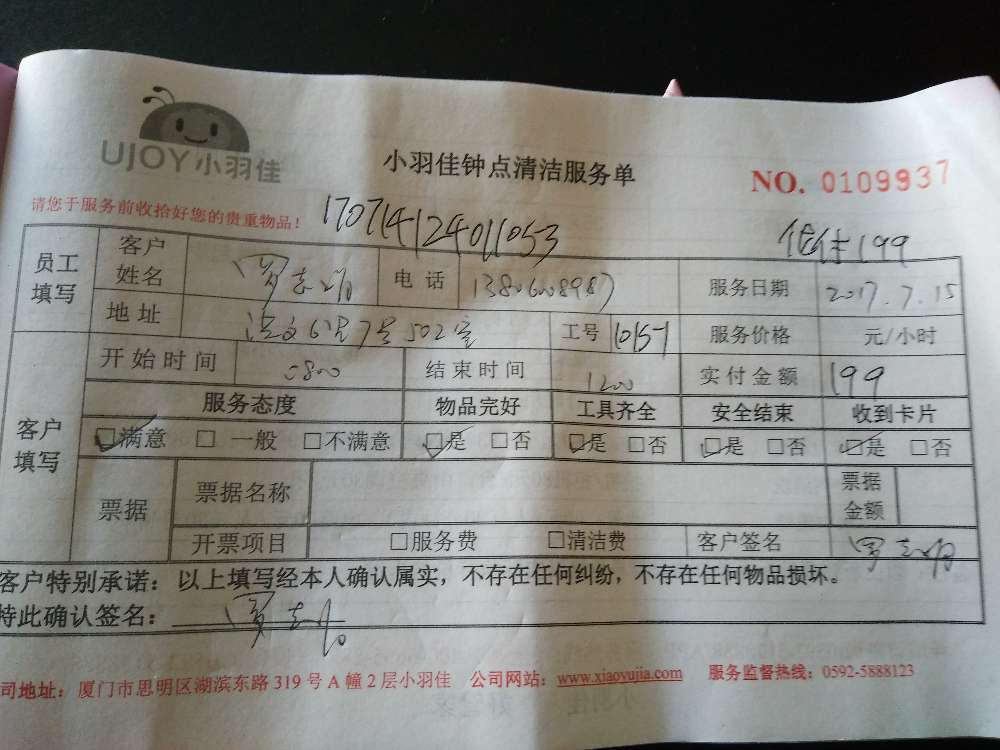 UJOY小羽佳
小羽佳钟点清洁服务单
NO. 0109937
请您于服务前收拾好您的贵重物品！
170714124011053
199
员工填写 客户姓名 电话 服务日期 2017.7.15
地址 502室 工号 服务价格 元/小时
客户填写 开始时间 0800 结束时间 1200 实付金额 199
服务态度 物品完好 工具齐全 安全结束 收到卡片
☑满意 □一般 □不满意 ☑是 □否 ☑是 □否 ☑是 □否 ☑是 □否
票据 票据名称 票据金额
开票项目 □服务费 □清洁费 客户签名
客户特别承诺：以上填写经本人确认属实，不存在任何纠纷，不存在任何物品损坏。
特此确认签名：
司地址：厦门市思明区湖滨东路 319 号 A 幢 2 层小羽佳 公司网站：www.xiaoyujia.com 服务监督热线：0592-5888123